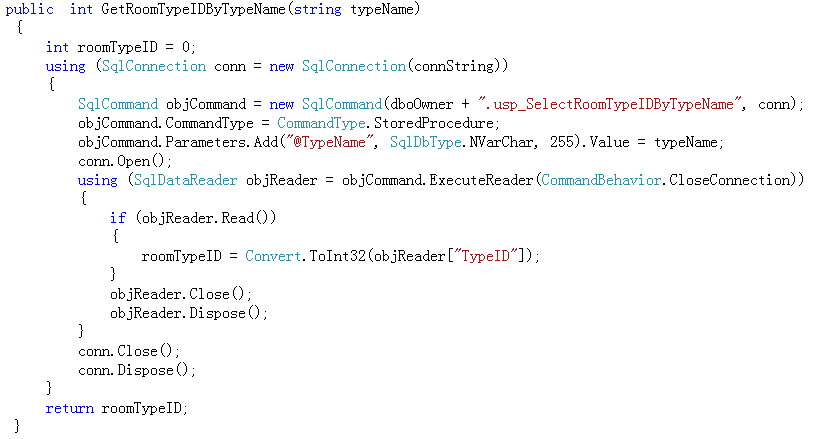 public  int GetRoomTypeIDByTypeName(string typeName)
 {
     int roomTypeID = 0;
     using (SqlConnection conn = new SqlConnection(connString))
     {
         SqlCommand objCommand = new SqlCommand(dboOwner + ".usp_SelectRoomTypeIDByTypeName", conn);
         objCommand.CommandType = CommandType.StoredProcedure;
         objCommand.Parameters.Add("@TypeName", SqlDbType.NVarChar, 255).Value = typeName;
         conn.Open();
         using (SqlDataReader objReader = objCommand.ExecuteReader(CommandBehavior.CloseConnection))
         {
             if (objReader.Read())
             {
                 roomTypeID = Convert.ToInt32(objReader["TypeID"]);
             }
             objReader.Close();
             objReader.Dispose();
         }
         conn.Close();
         conn.Dispose();
     }
     return roomTypeID;
 }